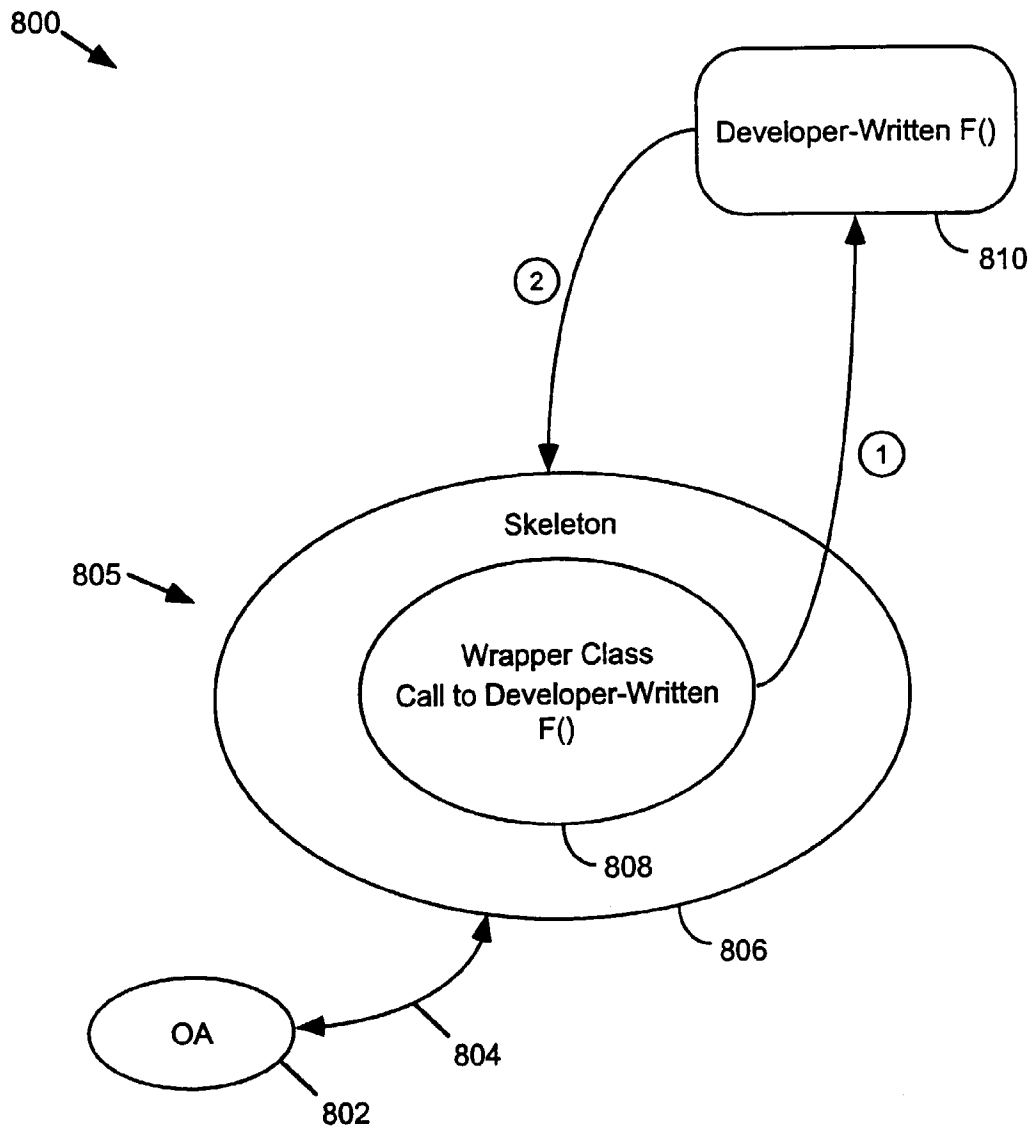 800
Developer-Written F()
810
2
1
Skeleton
805
Wrapper Class
Call to Developer-Written
F()
808
806
OA
804
802